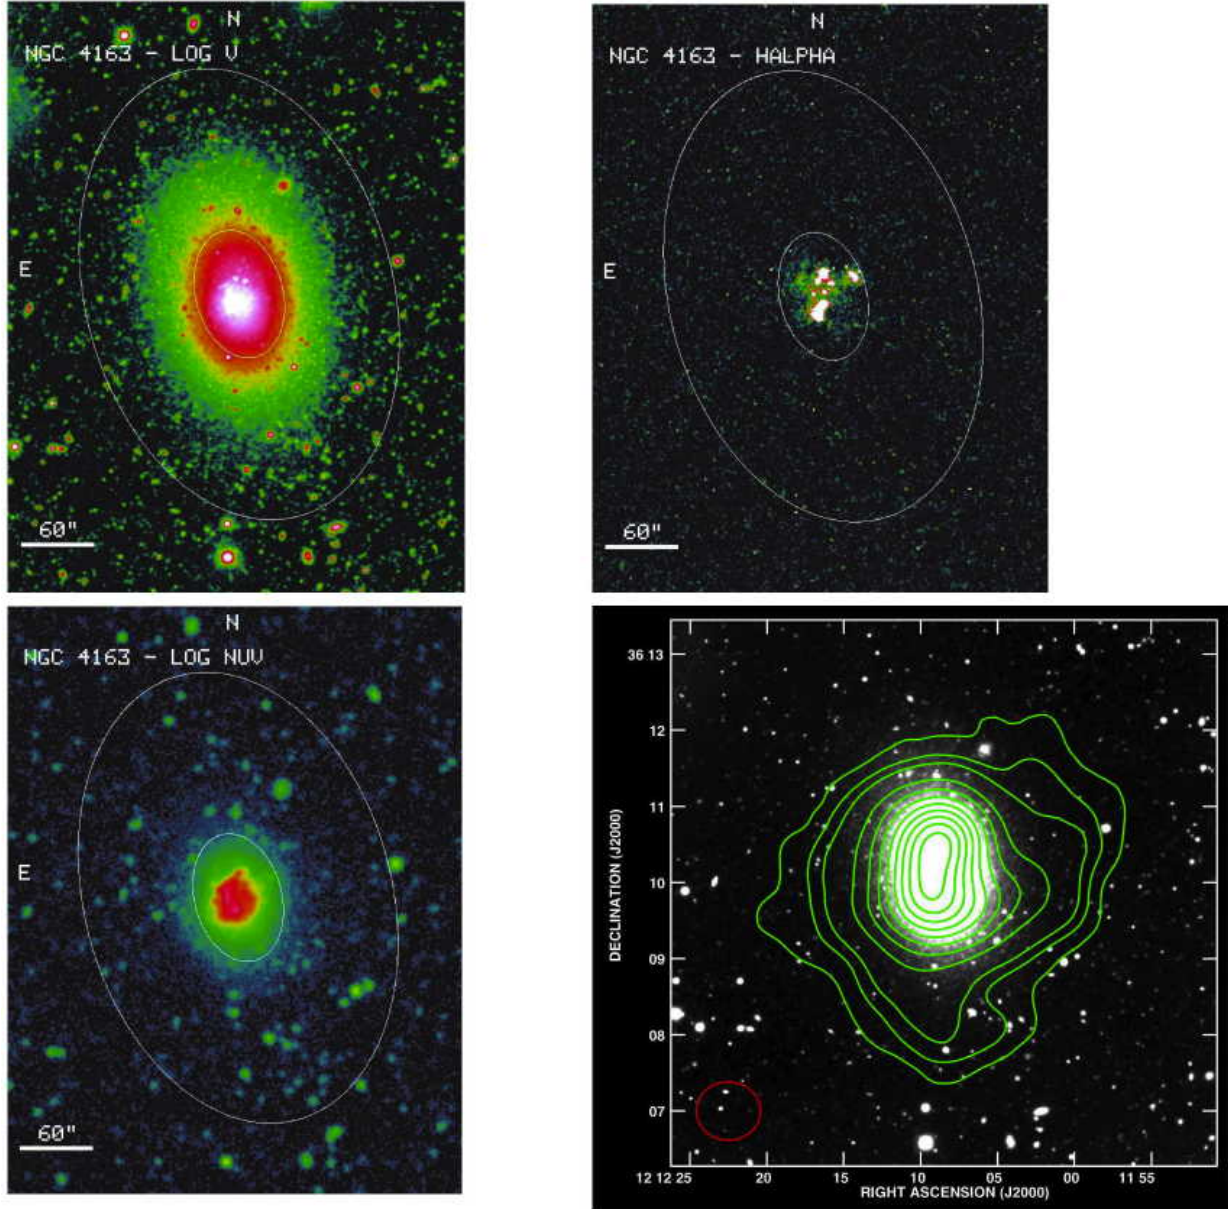 N
NGC 4163 - LOG V
E
60"
N
NGC 4163 - HALPHA
E
60"
N
NGC 4163 - LOG NUV
E
60"
36 13
12
11
10
09
08
07
DECLINATION (J2000)
12 12 25 20 15 10 05 00 11 55
RIGHT ASCENSION (J2000)